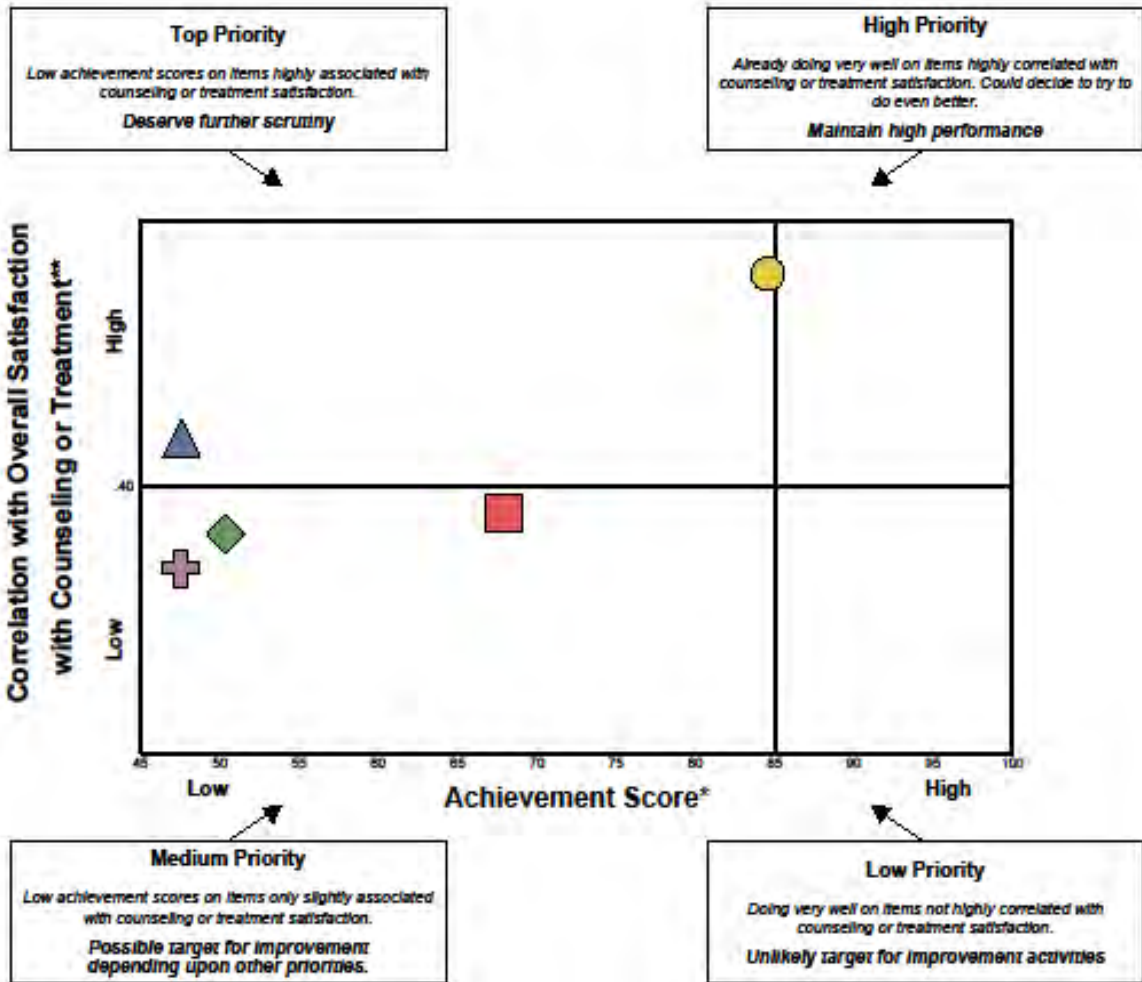 Top Priority
Low achievement scores on items highly associated with
counseling or treatment satisfaction.
Deserve further scrutiny
High Priority
Already doing very well on items highly correlated with
counseling or treatment satisfaction. Could decide to try to
do even better.
Maintain high performance
Correlation with Overall Satisfaction
with Counseling or Treatment**
High
.40
Low
45 50 55 60 65 70 75 80 85 90 95 100
Low
Achievement Score*
High
Medium Priority
Low achievement scores on items only slightly associated
with counseling or treatment satisfaction.
Possible target for improvement
depending upon other priorities.
Low Priority
Doing very well on items not highly correlated with
counseling or treatment satisfaction.
Unlikely target for improvement activities